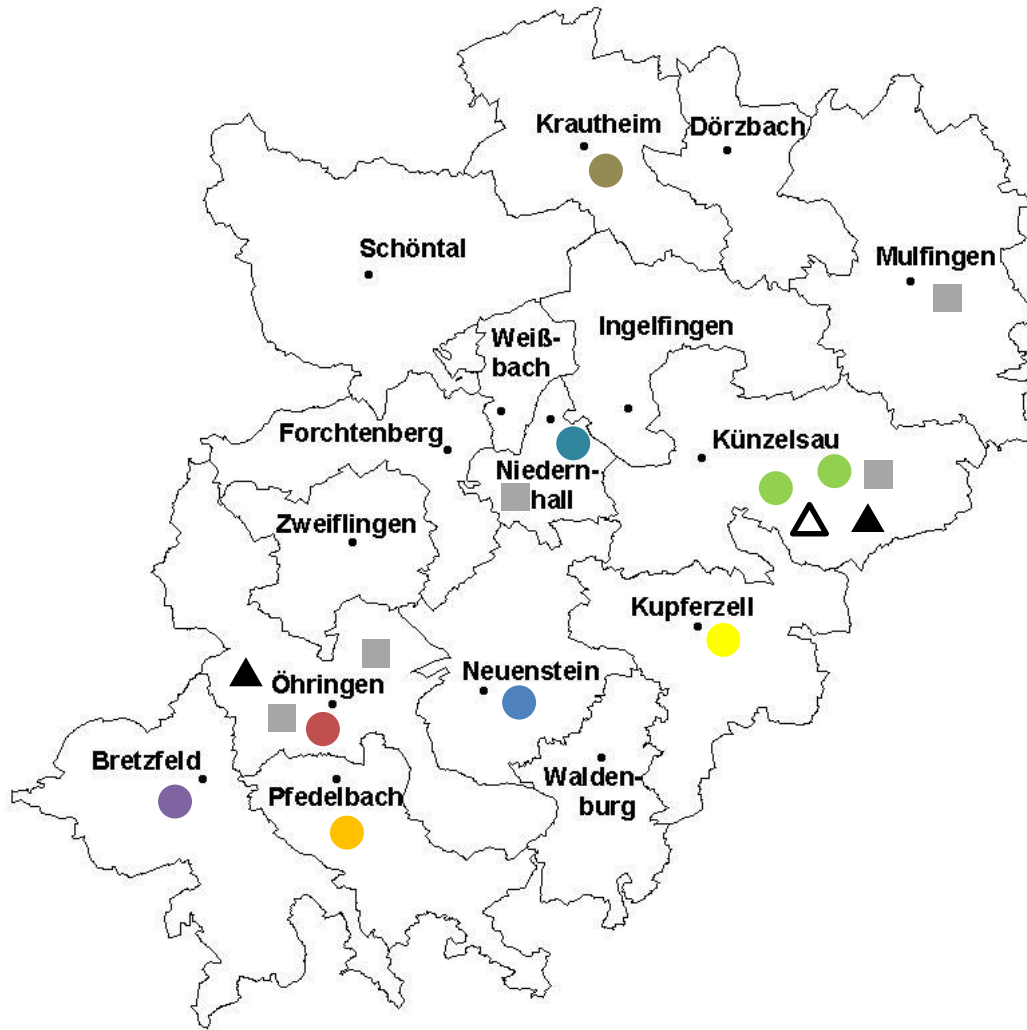 Krautheim
Dörzbach
Schöntal
Mulfingen
Weiß-
bach
Ingelfingen
Forchtenberg
Künzelsau
Niedern-
hall
Zweiflingen
Kupferzell
Neuenstein
Öhringen
Bretzfeld
Pfedelbach
Walden-
burg